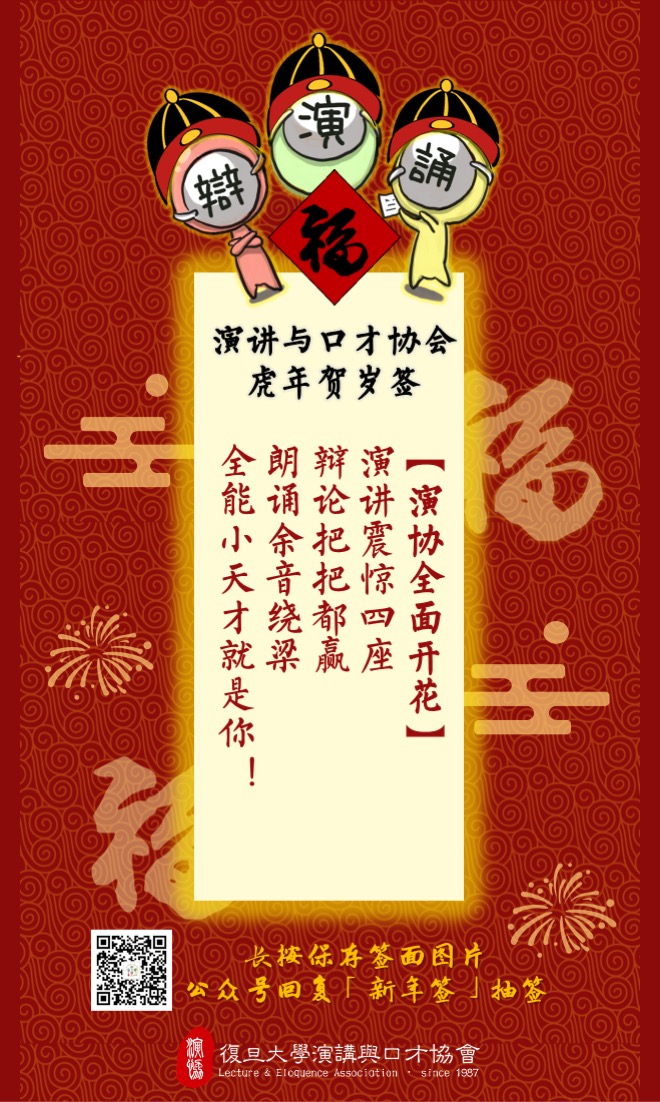 辯
演
誦
福
演讲与口才协会
虎年贺岁签
【演协全面开花】
演讲震惊四座
辩论把把都赢
朗诵余音绕梁
全能小天才就是你！
福
福
长按保存签面图片
公众号回复「新年签」抽签
演協
復旦大學演講與口才協會
Lecture & Eloquence Association · since 1987